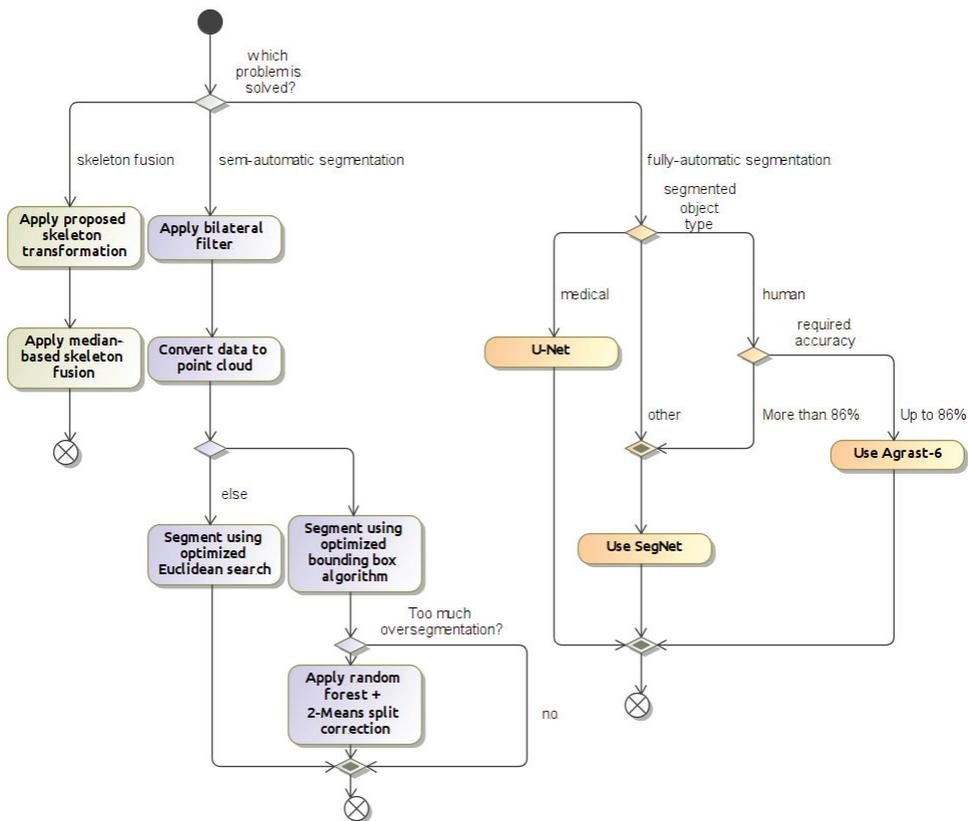 which
problem is
solved?
skeleton fusion
semi-automatic segmentation
fully-automatic segmentation
segmented
object
type
Apply proposed
skeleton
transformation
Apply bilateral
filter
medical
human
Apply median-
based skeleton
fusion
Convert data to
point cloud
U-Net
required
accuracy
other
More than 86%
Up to 86%
Use Agrast-6
else
Segment using
optimized
Euclidean search
Segment using
optimized
bounding box
algorithm
Use SegNet
Too much
oversegmentation?
Apply random
forest +
2-Means split
correction
no